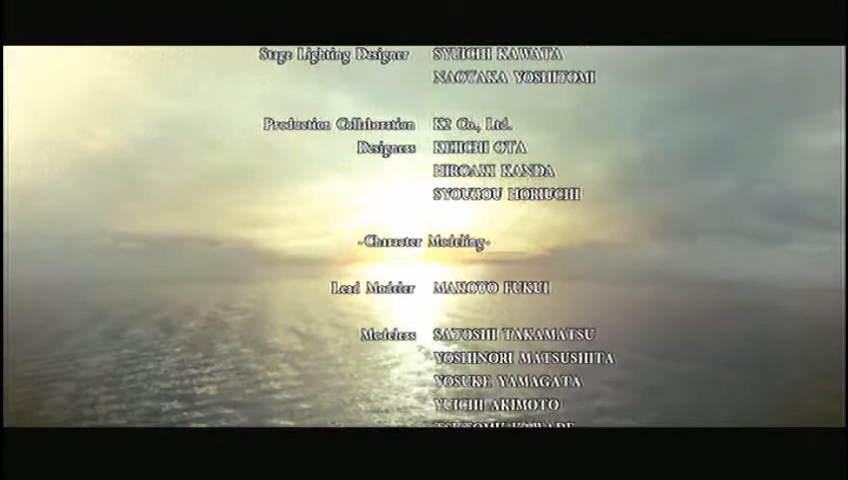 Stage Lighting Designer SYUICHI KAWATA
NAOTAKA YOSHITOMI
Production Collaboration K2 Co., Ltd.
Designers KEIICHI OTA
HIROAKI KANDA
SYOUZOU HORIUCHI
-Character Modeling-
Lead Modeler MAKOTO FUKUI
Modelers SATOSHI TAKAMATSU
YOSHINORI MATSUSHITA
YOSUKE YAMAGATA
YUICHI AKIMOTO